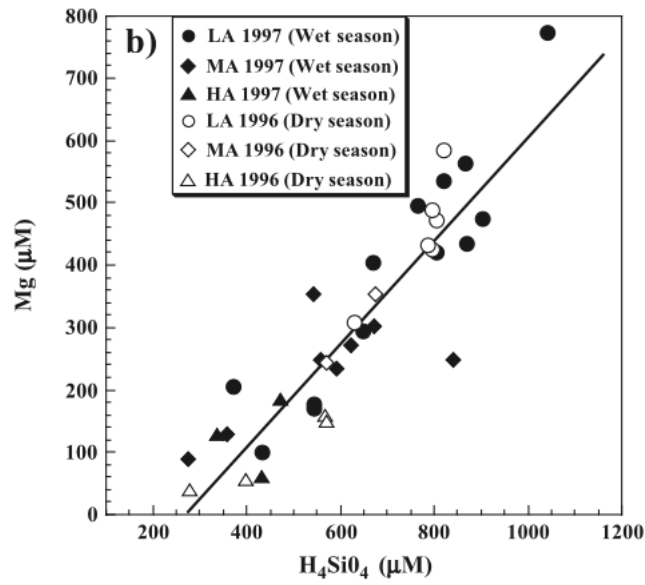 b)
LA 1997 (Wet season)
MA 1997 (Wet season)
HA 1997 (Wet season)
LA 1996 (Dry season)
MA 1996 (Dry season)
HA 1996 (Dry season)
Mg (μM)
800
700
600
500
400
300
200
100
0
200 400 600 800 1000 1200
H₄Si0₄ (μM)